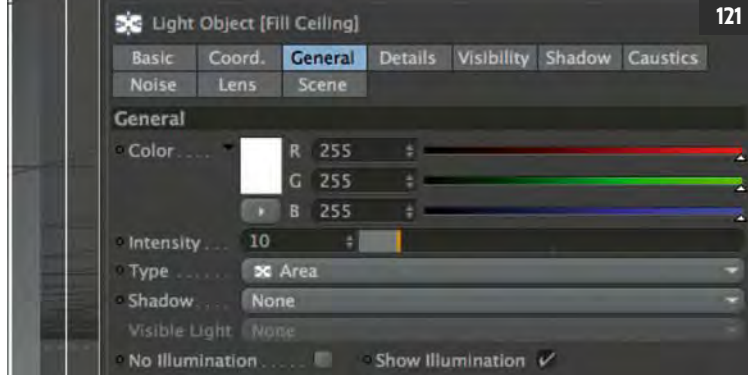 121
Light Object [Fill Ceiling]
Basic Coord. General Details Visibility Shadow Caustics
Noise Lens Scene
General
Color.... R 255
G 255
B 255
Intensity... 10
Type...... Area
Shadow.... None
Visible Light None
No Illumination..... Show Illumination